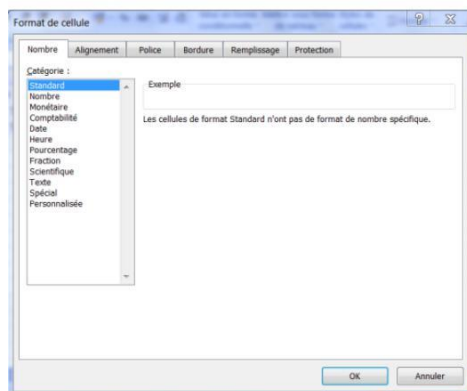 Format de cellule
Nombre Alignement Police Bordure Remplissage Protection
Catégorie :
Standard
Nombre
Monétaire
Comptabilité
Date
Heure
Pourcentage
Fraction
Scientifique
Texte
Spécial
Personnalisée
Exemple
Les cellules de format Standard n'ont pas de format de nombre spécifique.
OK Annuler